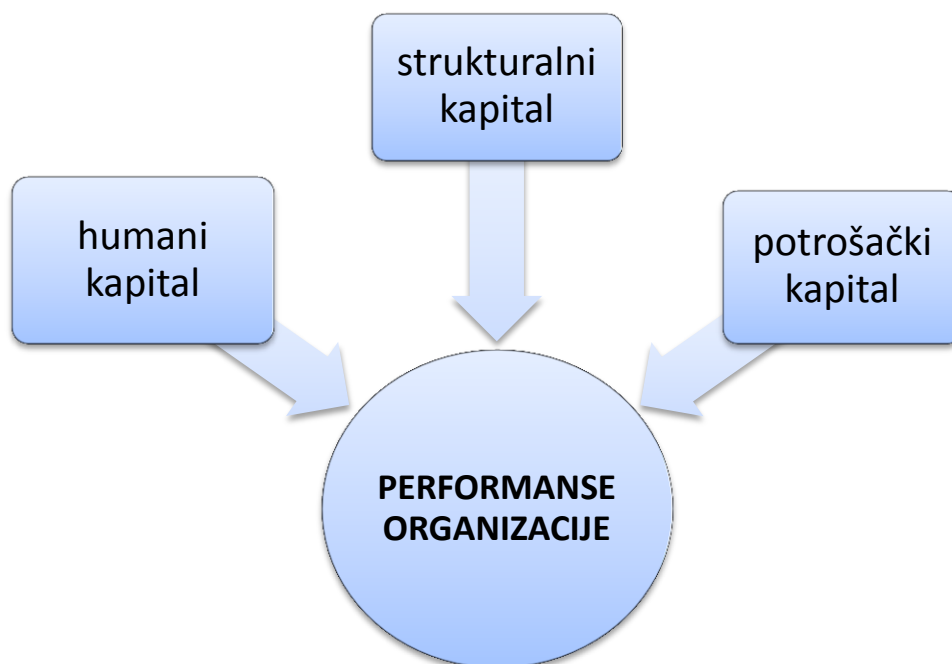 strukturalni
kapital
humani
kapital
potrošački
kapital
PERFORMANSE
ORGANIZACIJE